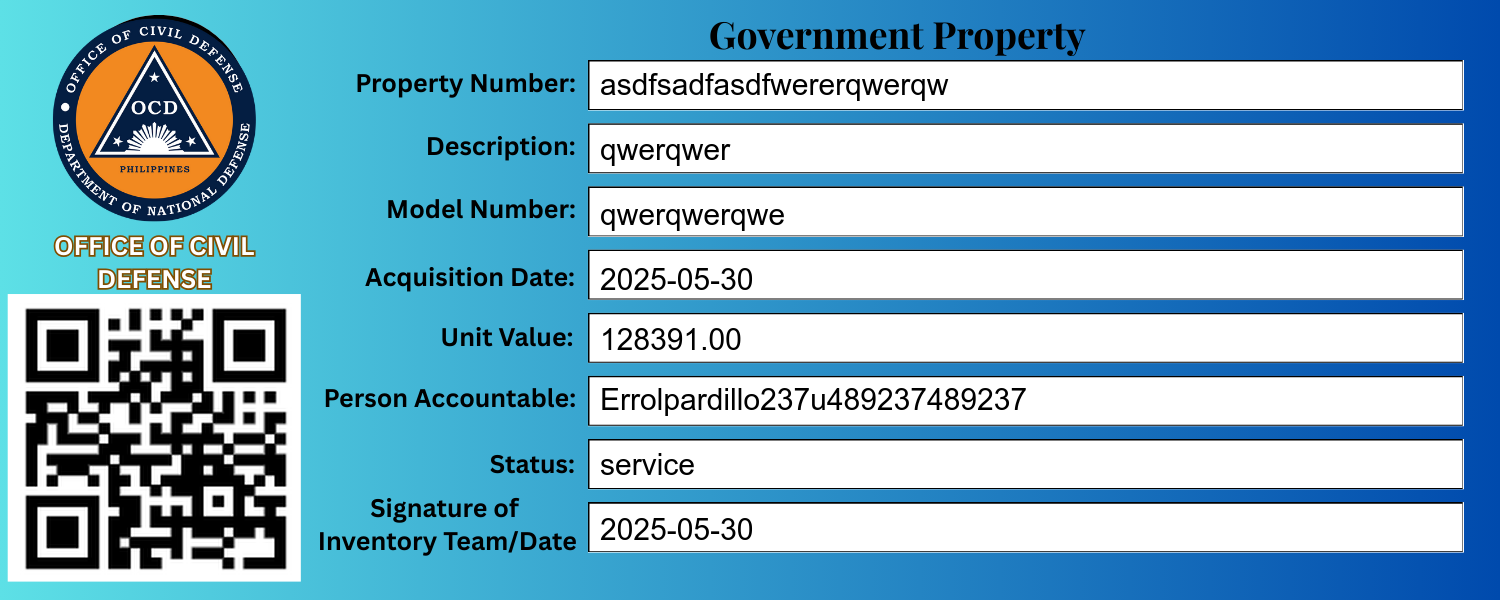 OFFICE OF CIVIL DEFENSE
OCD
PHILIPPINES
DEPARTMENT OF NATIONAL DEFENSE
OFFICE OF CIVIL
DEFENSE
Government Property
Property Number: asdfsadfasdfwererqwerqw
Description: qwerqwer
Model Number: qwerqwerqwe
Acquisition Date: 2025-05-30
Unit Value: 128391.00
Person Accountable: Errolpardillo237u489237489237
Status: service
Signature of
Inventory Team/Date 2025-05-30